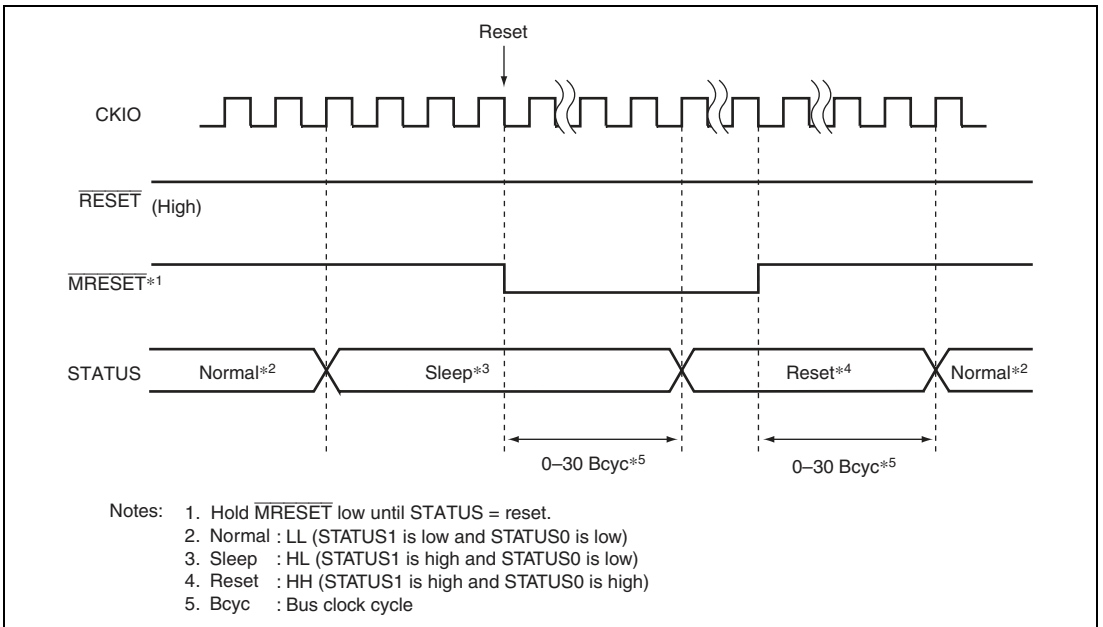 Reset
CKIO
RESET (High)
MRESET*1
STATUS Normal*2 Sleep*3 Reset*4 Normal*2
0–30 Bcyc*5 0–30 Bcyc*5
Notes: 1. Hold MRESET low until STATUS = reset.
2. Normal : LL (STATUS1 is low and STATUS0 is low)
3. Sleep : HL (STATUS1 is high and STATUS0 is low)
4. Reset : HH (STATUS1 is high and STATUS0 is high)
5. Bcyc : Bus clock cycle